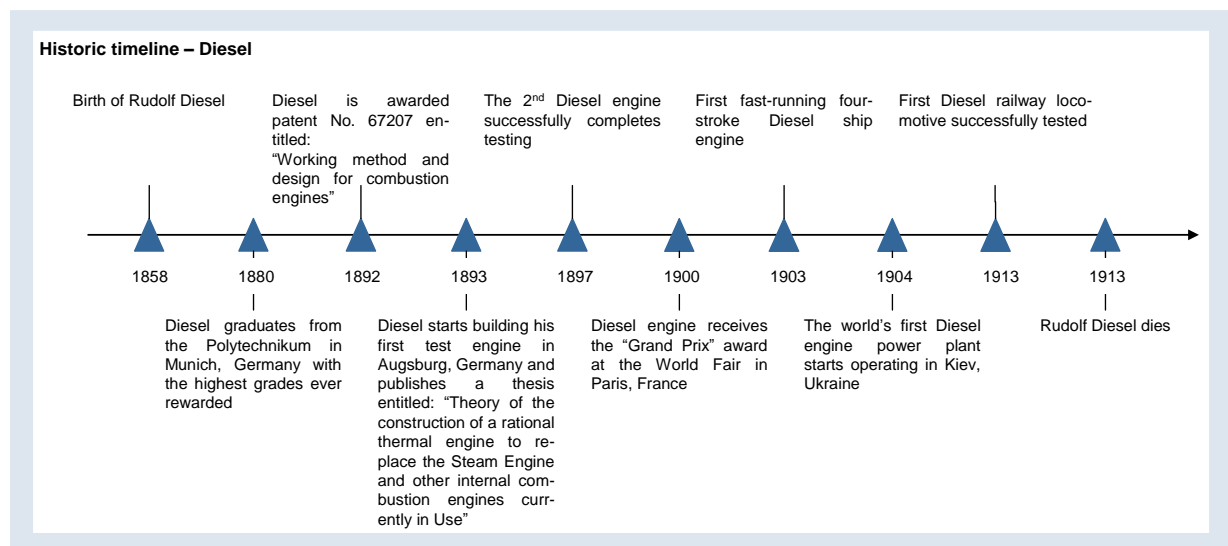 Historic timeline – Diesel
Birth of Rudolf Diesel
Diesel is awarded
patent No. 67207 en-
titled:
“Working method and
design for combustion
engines”
The 2nd Diesel engine
successfully completes
testing
First fast-running four-
stroke Diesel ship
engine
First Diesel railway loco-
motive successfully tested
1858
1880
1892
1893
1897
1900
1903
1904
1913
1913
Diesel graduates from
the Polytechnikum in
Munich, Germany with
the highest grades ever
rewarded
Diesel starts building his
first test engine in
Augsburg, Germany and
publishes a thesis
entitled: “Theory of the
construction of a rational
thermal engine to re-
place the Steam Engine
and other internal com-
bustion engines curr-
ently in Use”
Diesel engine receives
the “Grand Prix” award
at the World Fair in
Paris, France
The world’s first Diesel
engine power plant
starts operating in Kiev,
Ukraine
Rudolf Diesel dies